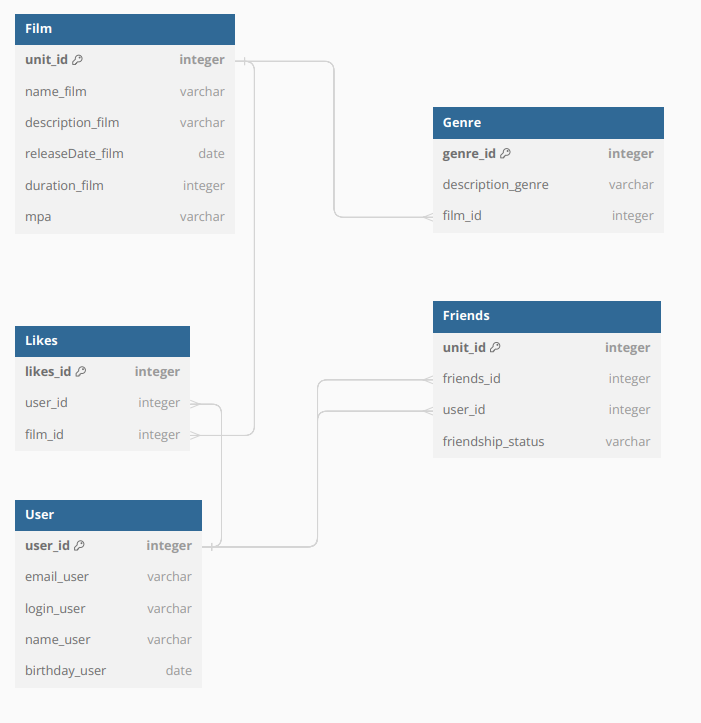 Film
unit_id integer
name_film varchar
description_film varchar
releaseDate_film date
duration_film integer
mpa varchar
Genre
genre_id integer
description_genre varchar
film_id integer
Likes
likes_id integer
user_id integer
film_id integer
Friends
unit_id integer
friends_id integer
user_id integer
friendship_status varchar
User
user_id integer
email_user varchar
login_user varchar
name_user varchar
birthday_user date